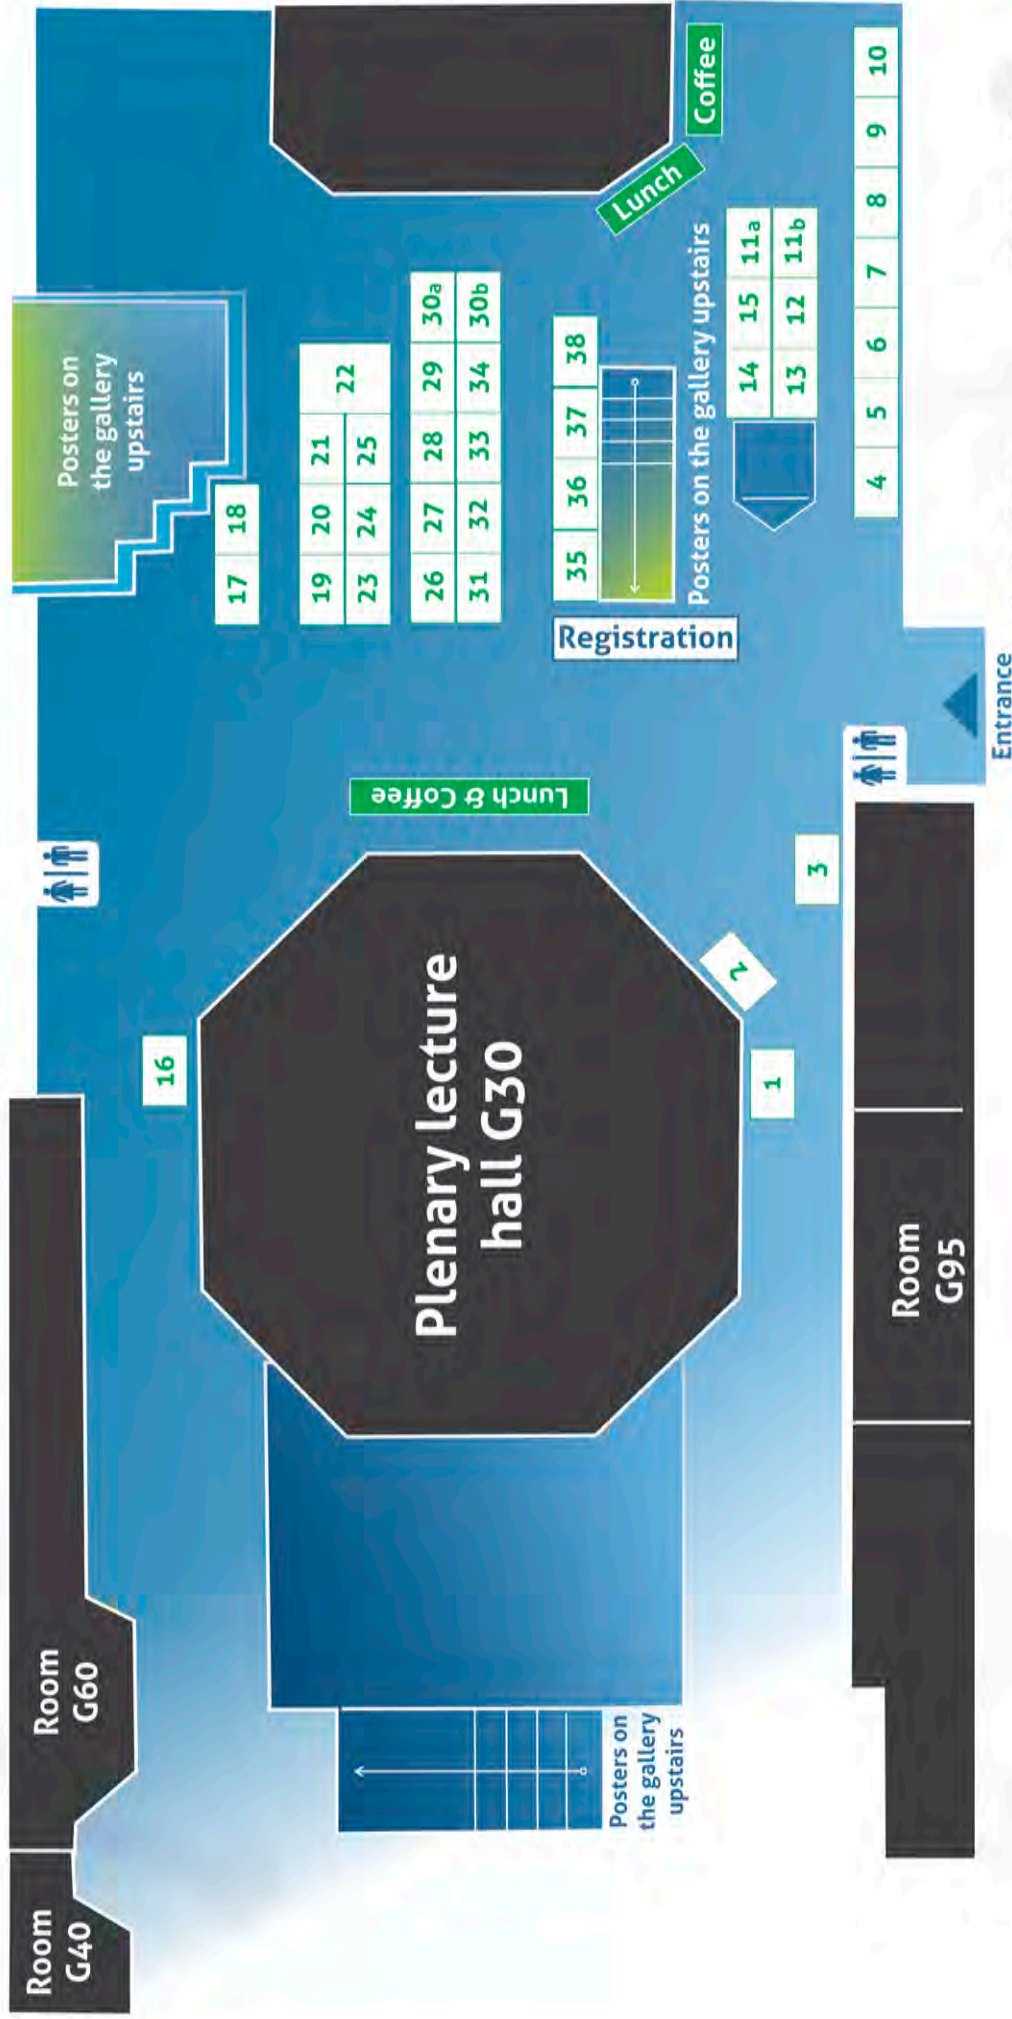 Room
G40
Room
G60
Posters on
the gallery
upstairs
16
17 18
19 20 21 22
23 24 25
26 27 28 29 30a
31 32 33 34 30b
Plenary lecture
hall G30
Lunch & Coffee
35 36 37 38
Registration
Lunch
Coffee
Posters on
the gallery
upstairs
Posters on the gallery upstairs
1
2
3
14 15 11a
13 12 11b
4 5 6 7 8 9 10
Room
G95
Entrance